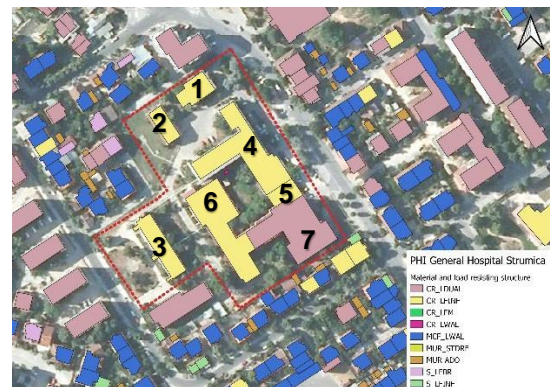 1
2
4
5
6
3
7
PHI General Hospital Strumica
Material and load resisting structure
CR_LDUAL
CR_LFINF
CR_LFM
CR_LWAL
MCF_LWAL
MUR_STDRE
MUR_ADO
S_LFBR
S_LFINF